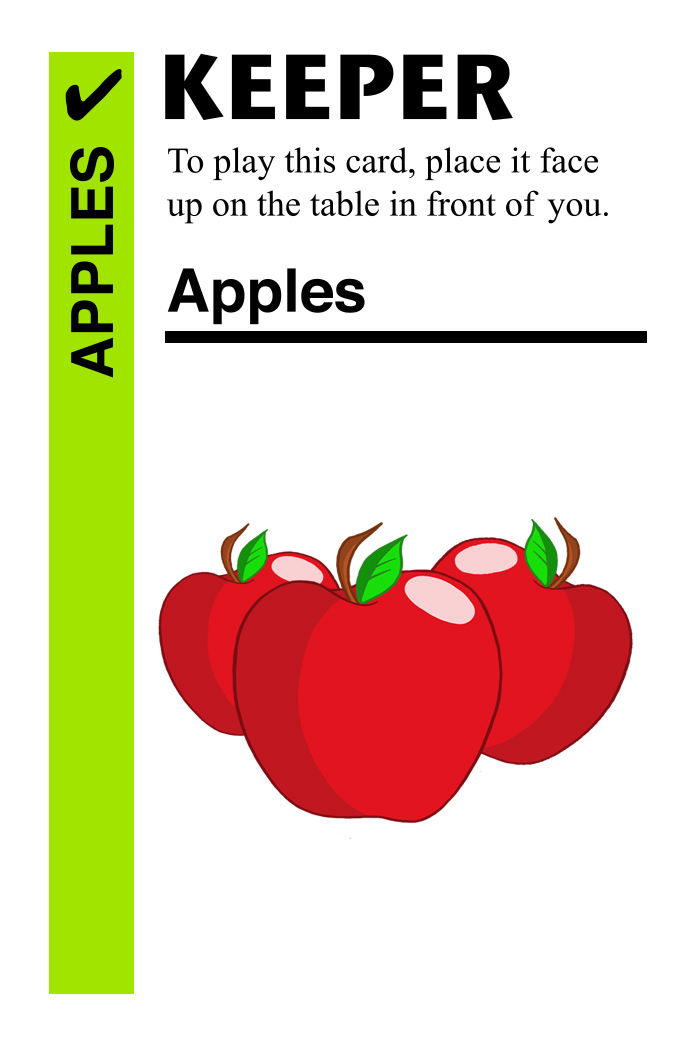 ✔ APPLES
KEEPER
To play this card, place it face
up on the table in front of you.
Apples